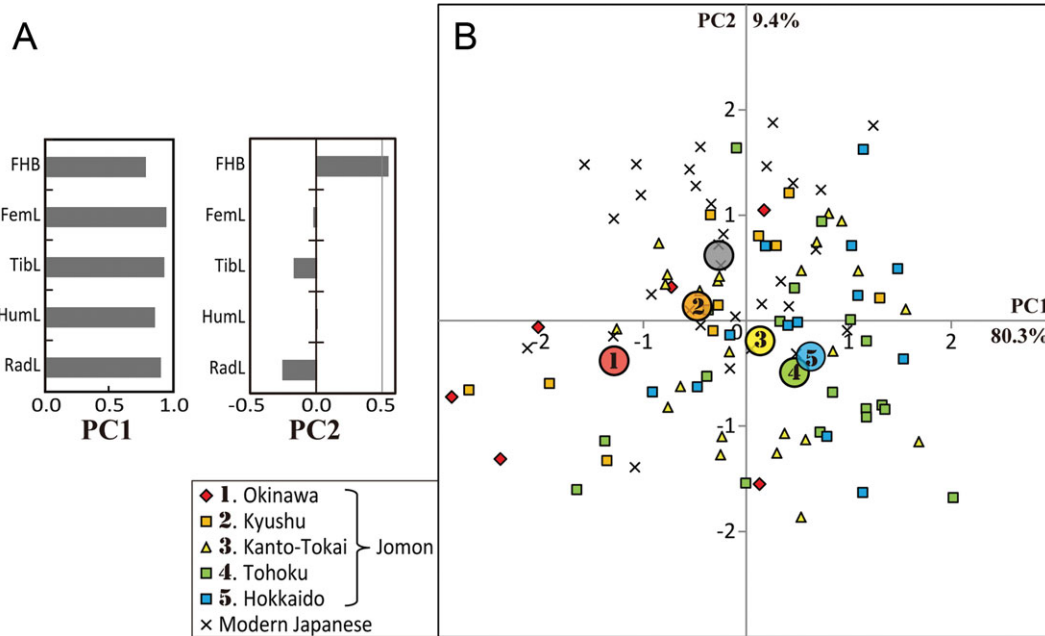 A
FHB
FemL
TibL
HumL
RadL
0.0 0.5 1.0
PC1
FHB
FemL
TibL
HumL
RadL
-0.5 0.0 0.5
PC2
1. Okinawa
2. Kyushu
3. Kanto-Tokai
4. Tohoku
5. Hokkaido
Jomon
Modern Japanese
B
PC2 9.4%
2
1
PC1
80.3%
-2 -1 0 1 2
-1
-2
1
2
3
4
5